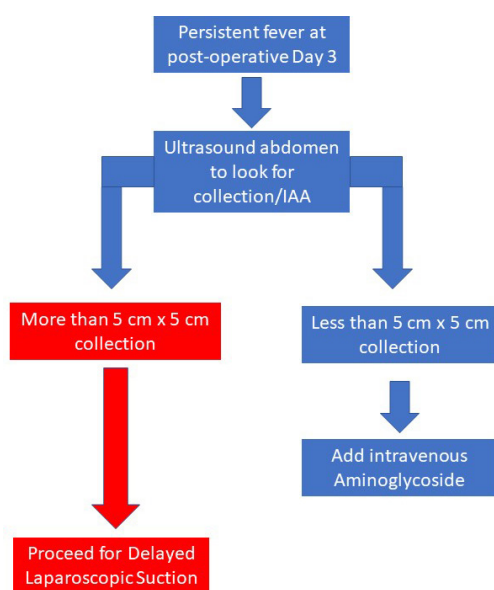 Persistent fever at
post-operative Day 3
Ultrasound abdomen
to look for
collection/IAA
More than 5 cm x 5 cm
collection
Less than 5 cm x 5 cm
collection
Add intravenous
Aminoglycoside
Proceed for Delayed
Laparoscopic Suction